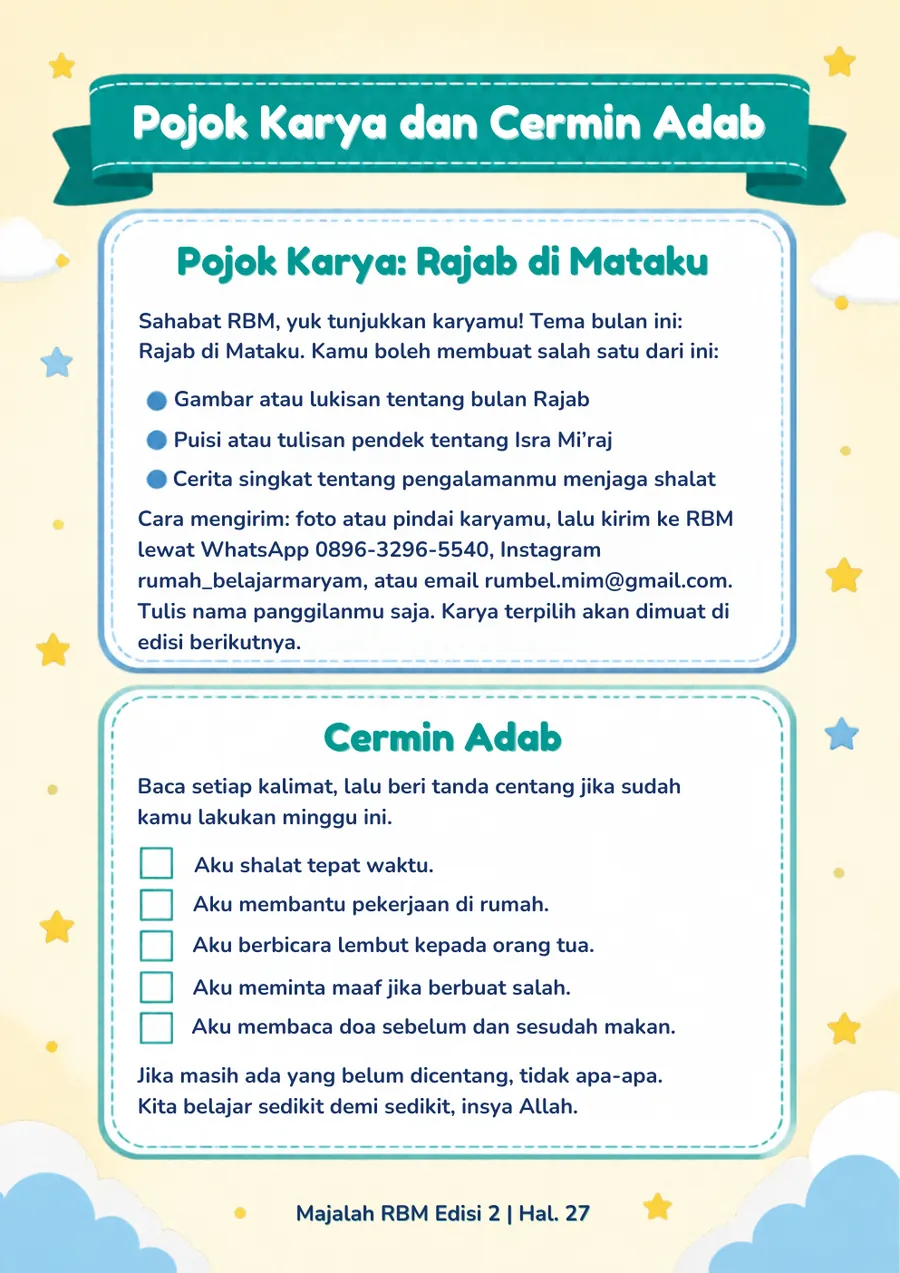 Pojok Karya dan Cermin Adab
Pojok Karya: Rajab di Mataku
Sahabat RBM, yuk tunjukkan karyamu! Tema bulan ini:
Rajab di Mataku. Kamu boleh membuat salah satu dari ini:
Gambar atau lukisan tentang bulan Rajab
Puisi atau tulisan pendek tentang Isra Mi’raj
Cerita singkat tentang pengalamanmu menjaga shalat
Cara mengirim: foto atau pindai karyamu, lalu kirim ke RBM
lewat WhatsApp 0896-3296-5540, Instagram
rumah_belajarmaryam, atau email rumbel.mim@gmail.com.
Tulis nama panggilanmu saja. Karya terpilih akan dimuat di
edisi berikutnya.
Cermin Adab
Baca setiap kalimat, lalu beri tanda centang jika sudah
kamu lakukan minggu ini.
Aku shalat tepat waktu.
Aku membantu pekerjaan di rumah.
Aku berbicara lembut kepada orang tua.
Aku meminta maaf jika berbuat salah.
Aku membaca doa sebelum dan sesudah makan.
Jika masih ada yang belum dicentang, tidak apa-apa.
Kita belajar sedikit demi sedikit, insya Allah.
Majalah RBM Edisi 2 | Hal. 27